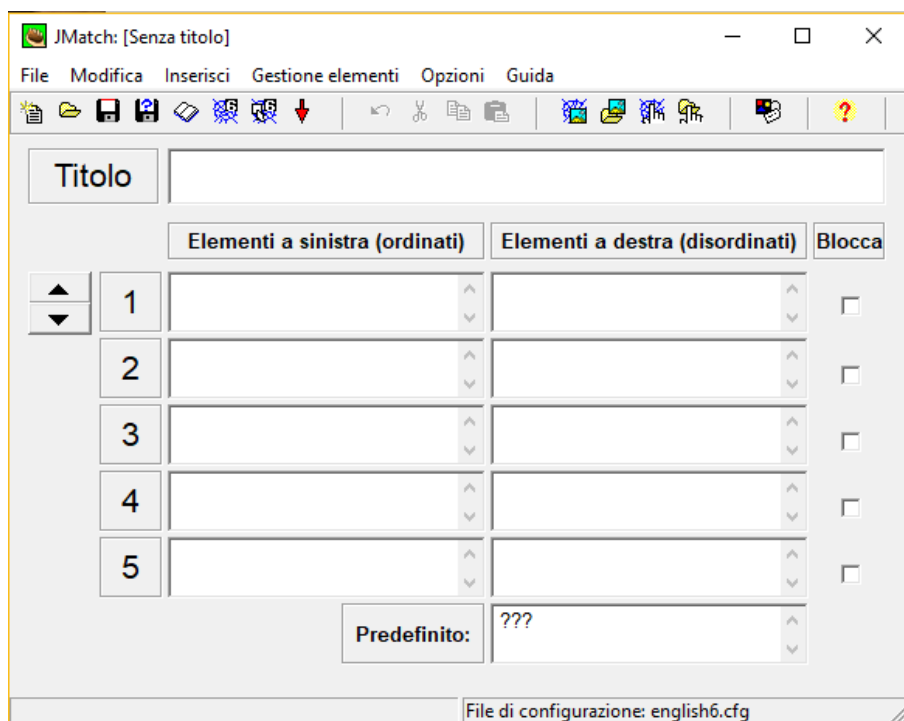 JMatch: [Senza titolo]
File Modifica Inserisci Gestione elementi Opzioni Guida
Titolo
Elementi a sinistra (ordinati) Elementi a destra (disordinati) Blocca
1
2
3
4
5
Predefinito: ???
File di configurazione: english6.cfg